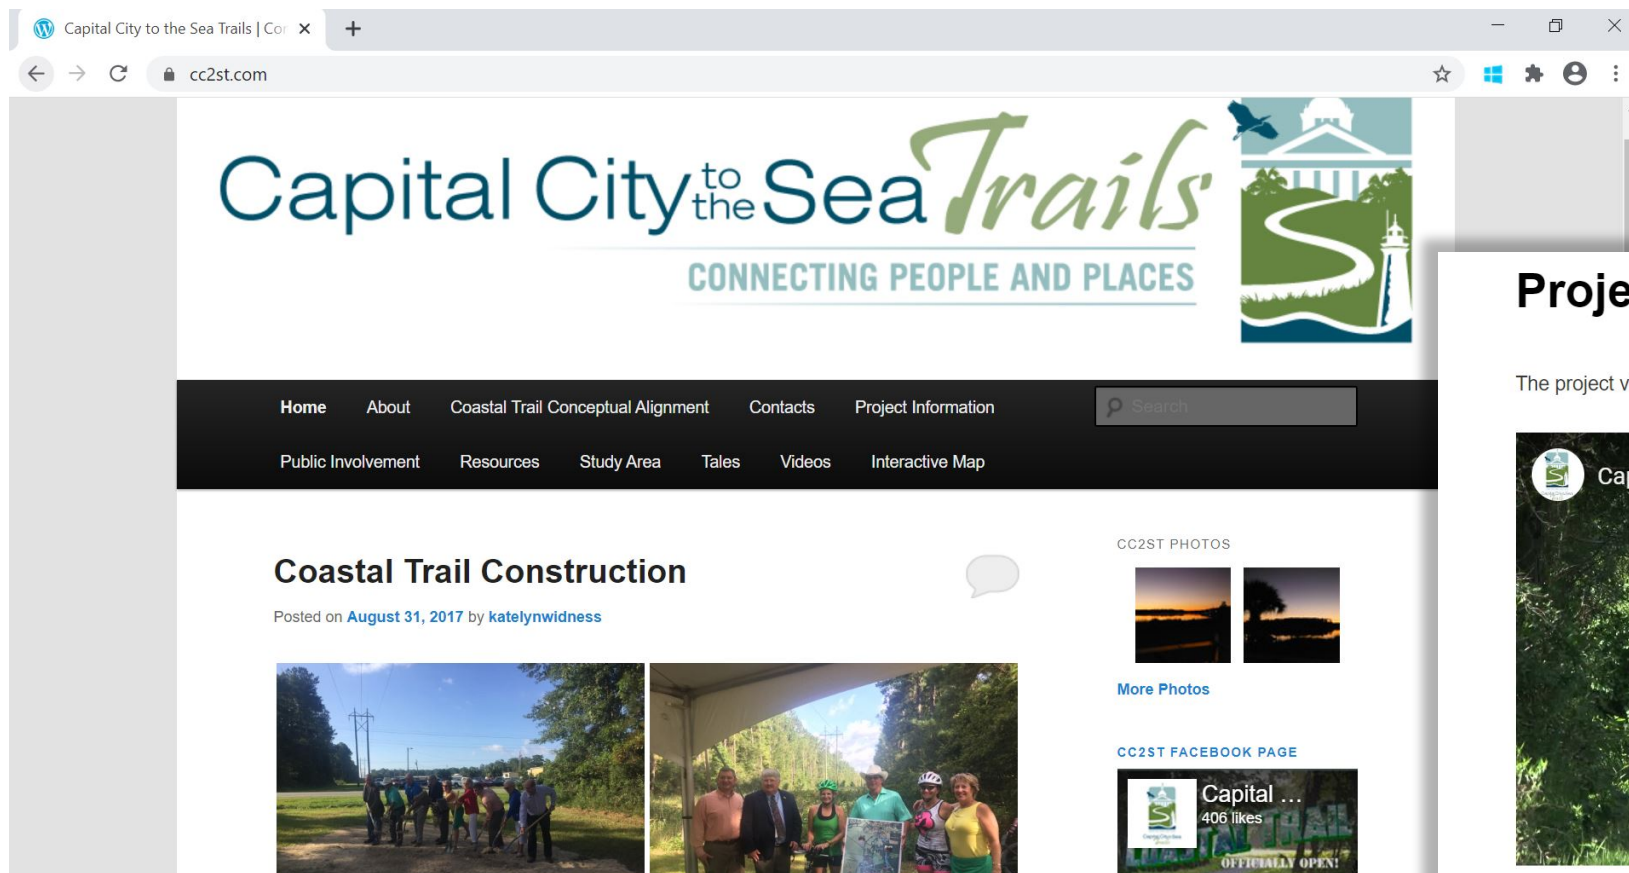 Capital City to the Sea Trails | Cor
cc2st.com
Capital City to the Sea Trails
CONNECTING PEOPLE AND PLACES
Home About Coastal Trail Conceptual Alignment Contacts Project Information
Search
Public Involvement Resources Study Area Tales Videos Interactive Map
Coastal Trail Construction
Posted on August 31, 2017 by katelynwidness
CC2ST PHOTOS
More Photos
CC2ST FACEBOOK PAGE
Capital ...
406 likes
COASTAL TRAIL
OFFICIALLY OPEN!
Proje
The project v
Ca